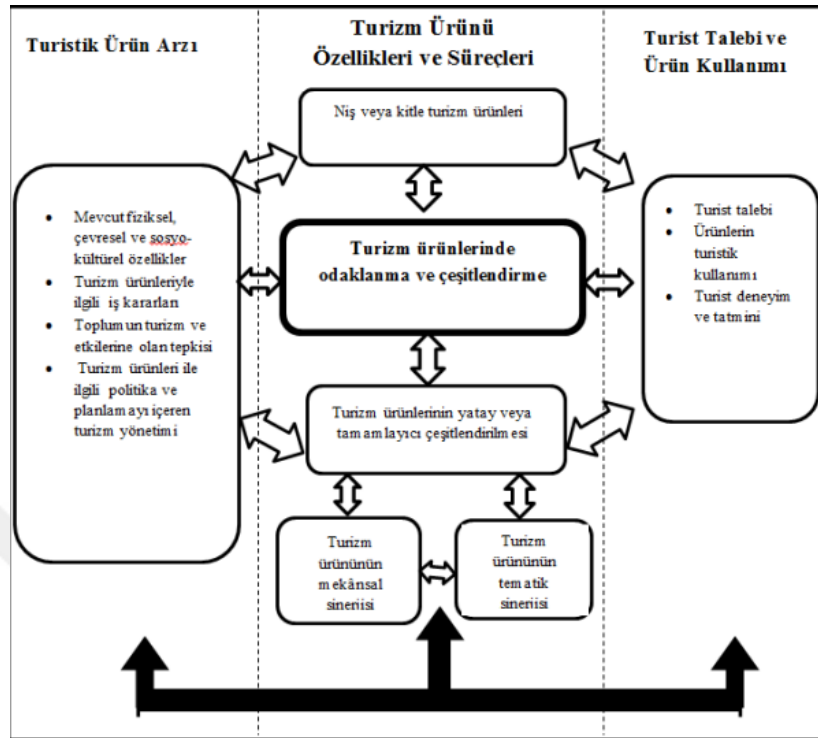 Turistik Ürün Arzı
Turizm Ürünü
Özellikleri ve Süreçleri
Turist Talebi ve
Ürün Kullanımı
Niş veya kitle turizm ürünleri
• Mevcut fiziksel,
çevresel ve sosyo-
kültürel özellikler
• Turizm ürünleriyle
ilgili iş kararları
• Toplumun turizm ve
etkilerine olan tepkisi
• Turizm ürünleri ile
ilgili politika ve
planlamayı içeren
turizm yönetimi
Turizm ürünlerinde
odaklanma ve çeşitlendirme
• Turist talebi
• Ürünlerin
turistik
kullanımı
• Turist deneyim
ve tatmini
Turizm ürünlerinin yatay veya
tamamlayıcı çeşitlendirilmesi
Turizm
ürününün
mekânsal
sinerjisi
Turizm
ürününün
tematik
sinerjisi